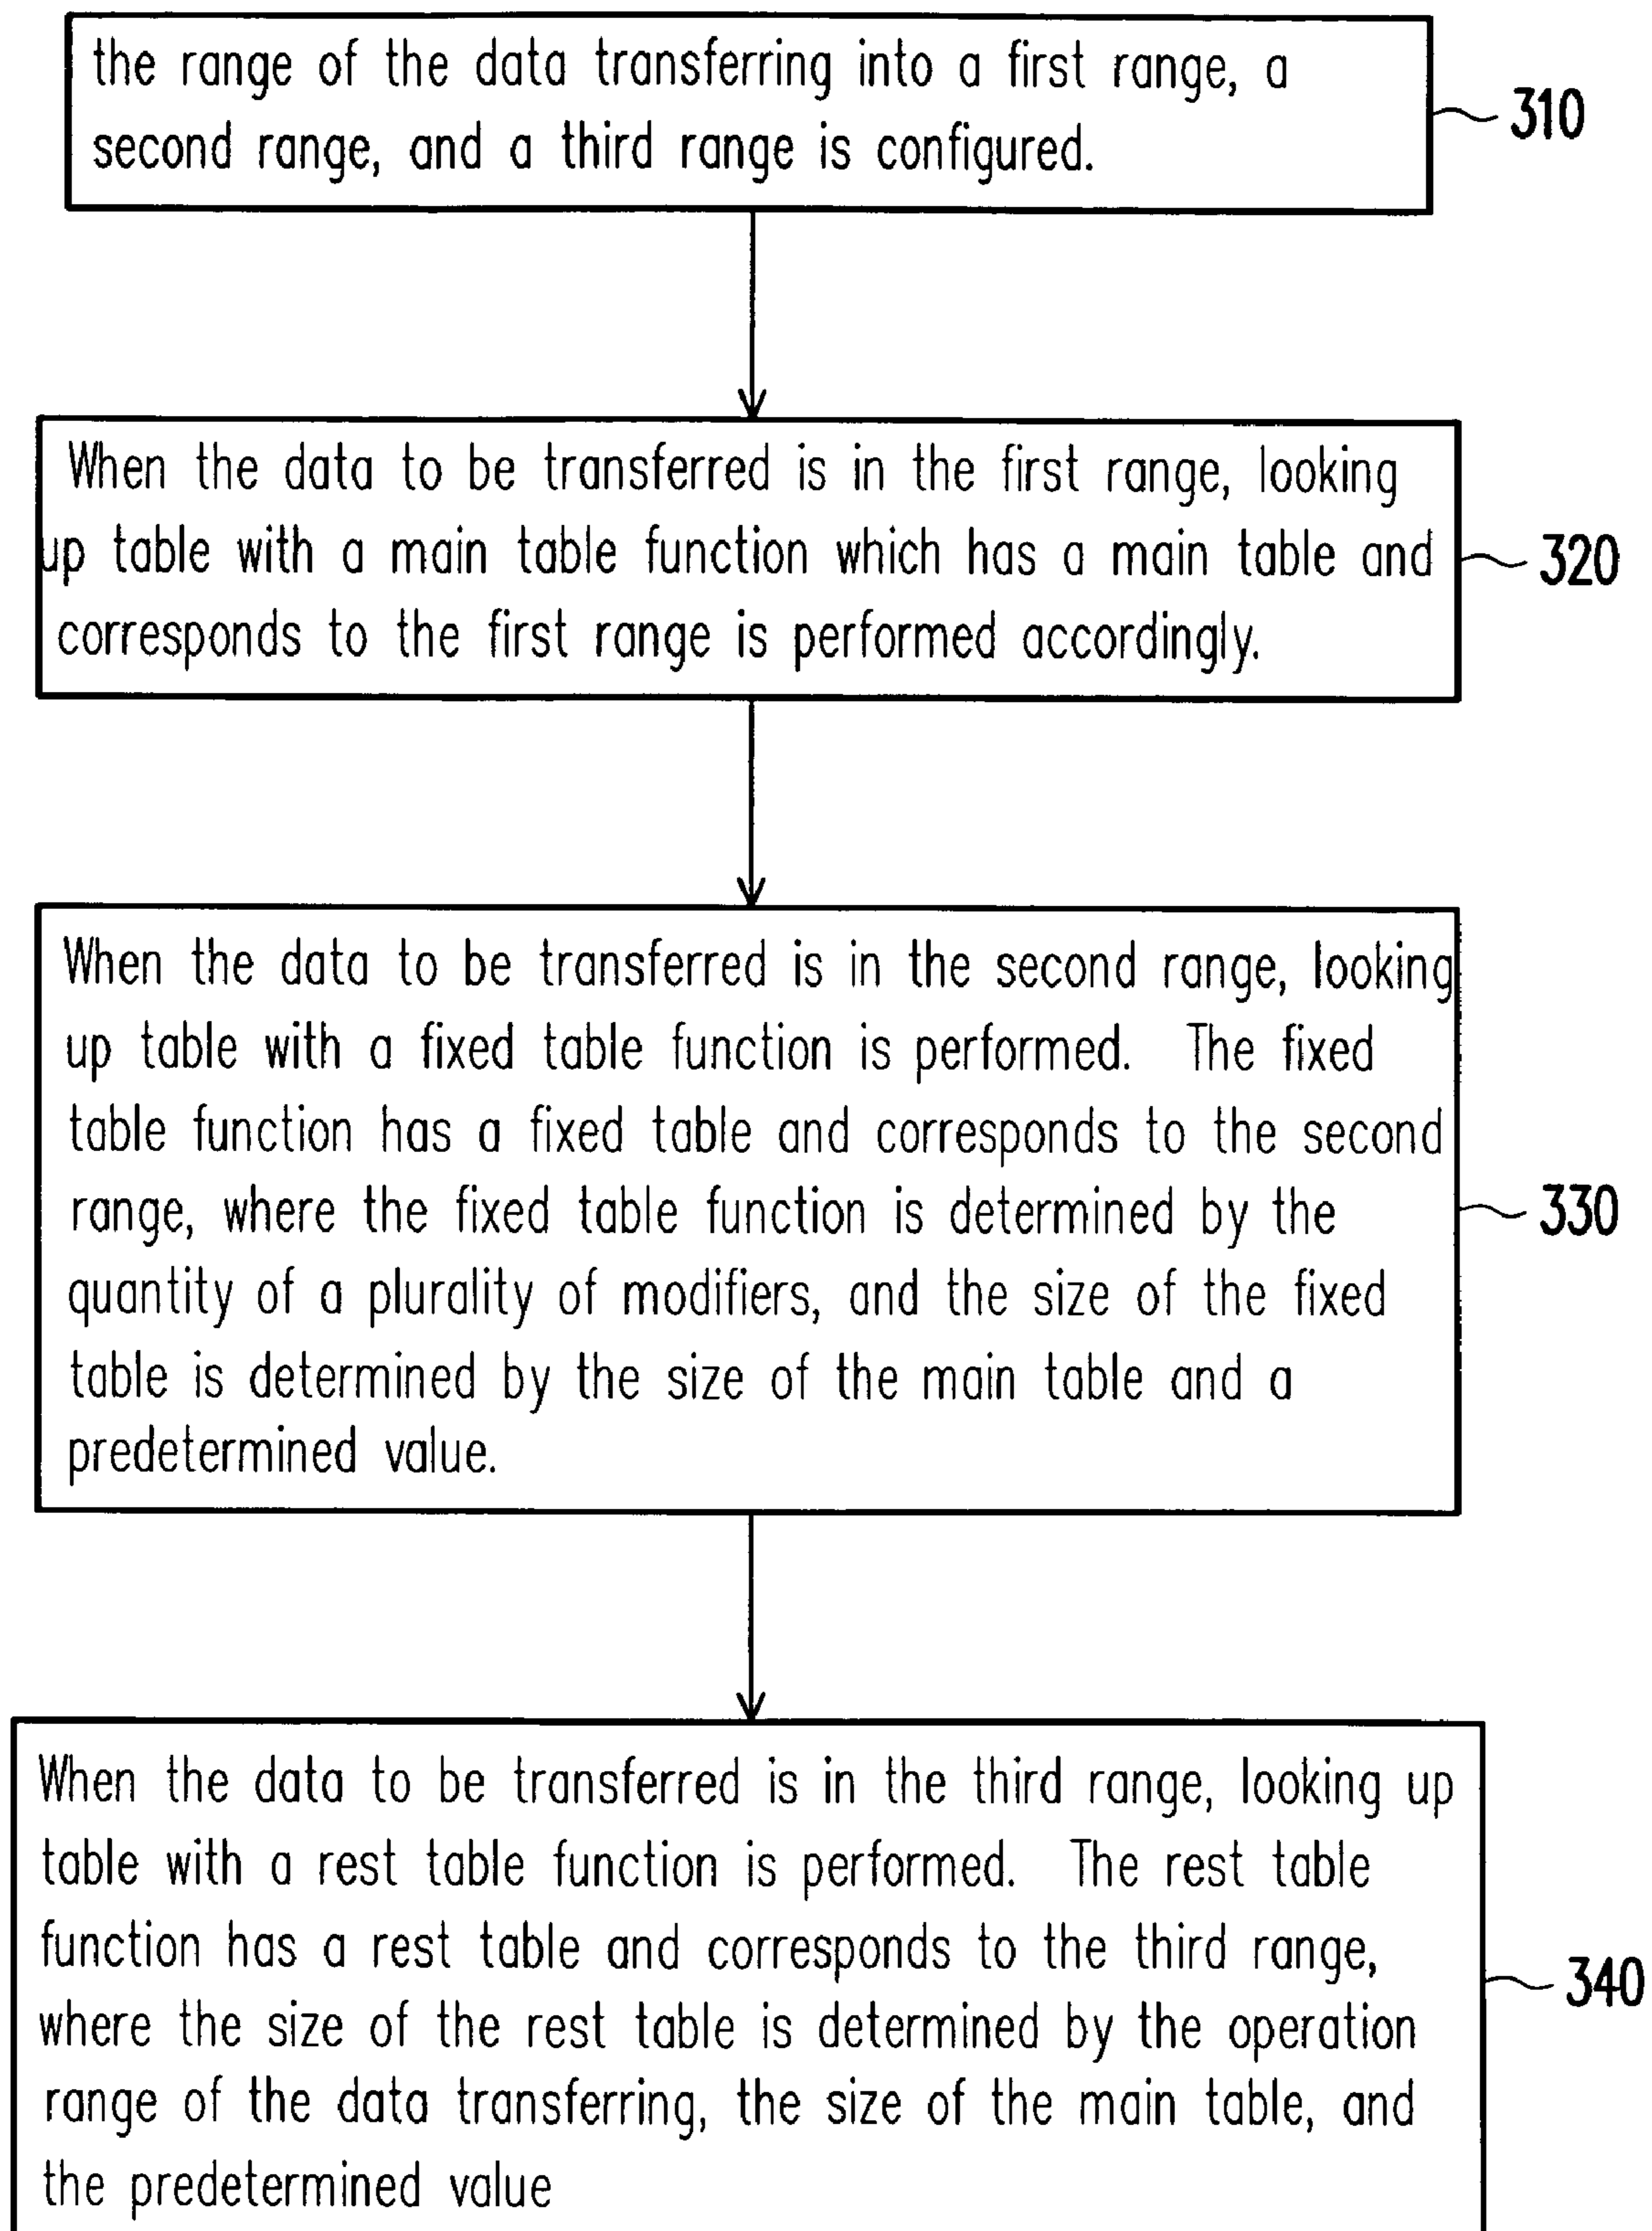 the range of the data transferring into a first range, a
second range, and a third range is configured.
310
When the data to be transferred is in the first range, looking
up table with a main table function which has a main table and
corresponds to the first range is performed accordingly.
320
When the data to be transferred is in the second range, looking
up table with a fixed table function is performed. The fixed
table function has a fixed table and corresponds to the second
range, where the fixed table function is determined by the
quantity of a plurality of modifiers, and the size of the fixed
table is determined by the size of the main table and a
predetermined value.
330
When the data to be transferred is in the third range, looking up
table with a rest table function is performed. The rest table
function has a rest table and corresponds to the third range,
where the size of the rest table is determined by the operation
range of the data transferring, the size of the main table, and
the predetermined value
340